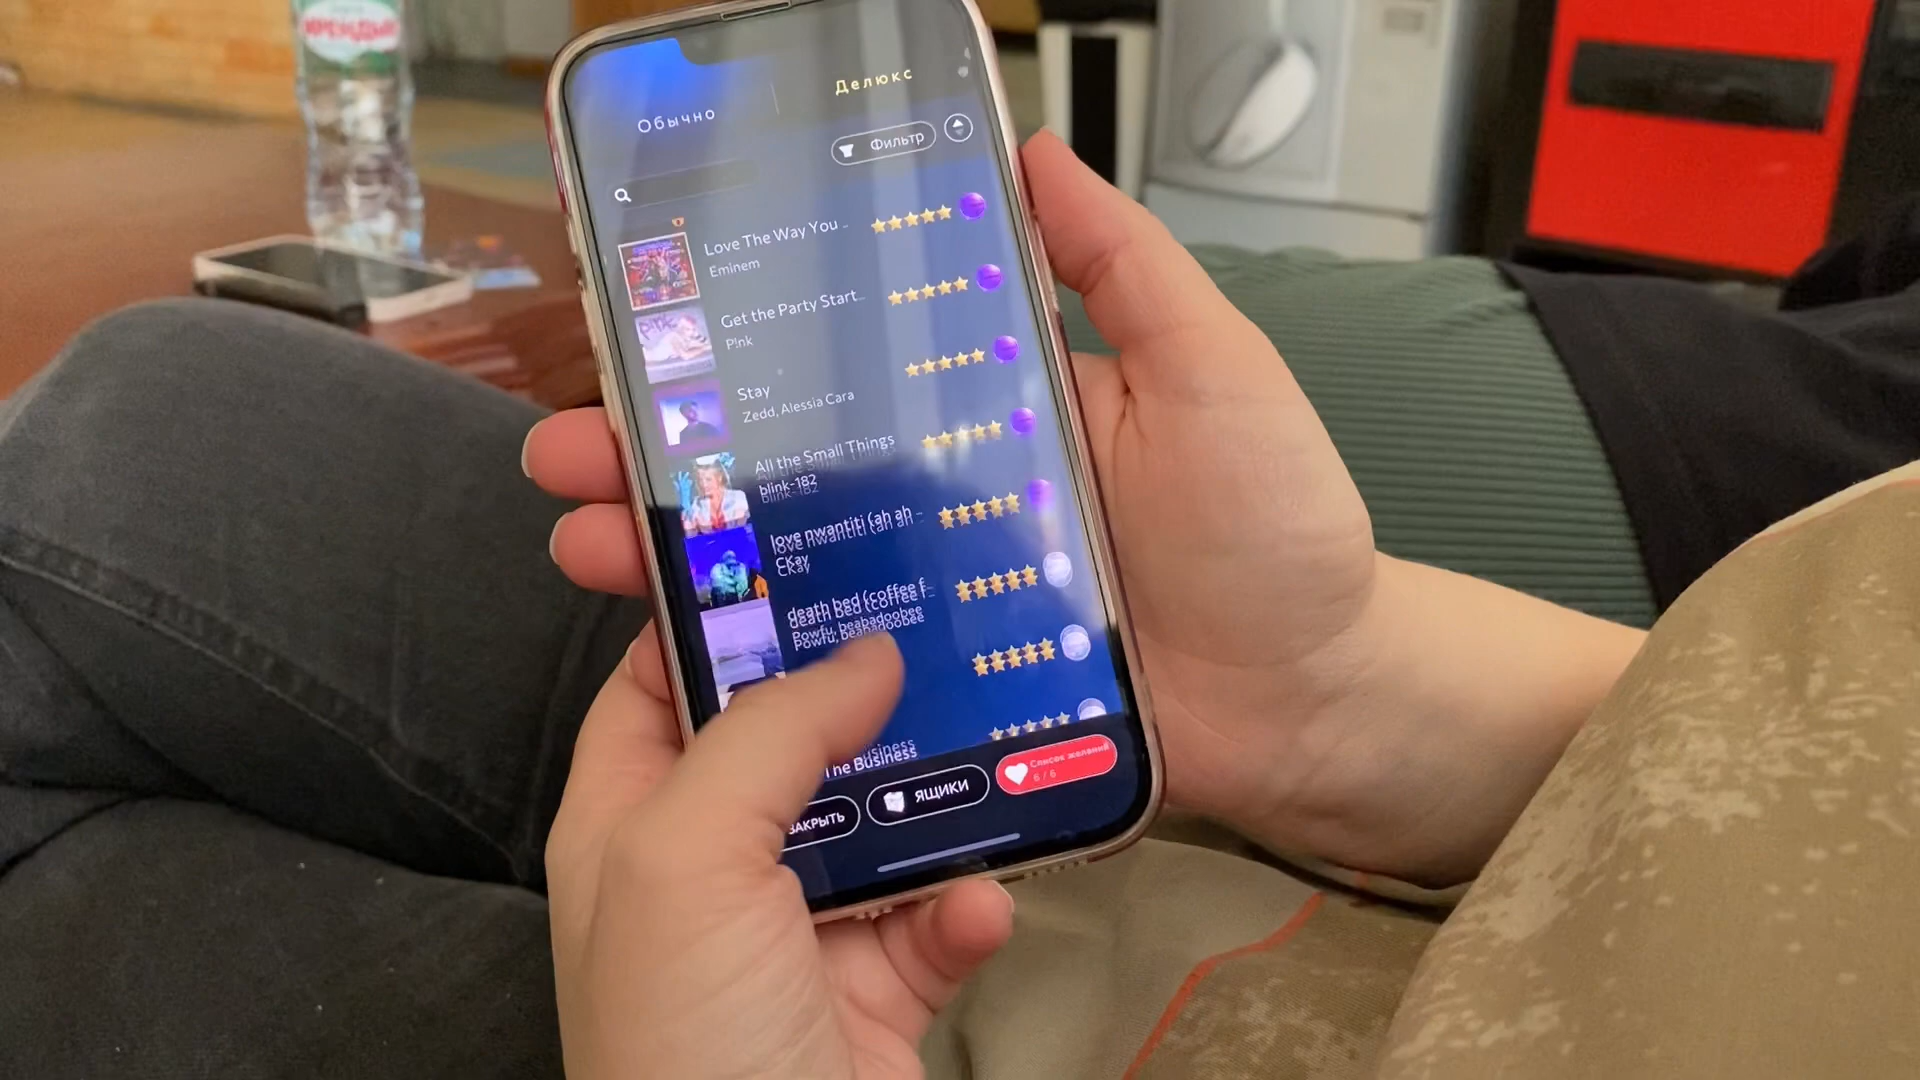 Обычно
Делюкс
Фильтр
Love The Way You ..
Eminem
Get the Party Start...
P!nk
Stay
Zedd, Alessia Cara
All the Small Things
blink-182
love nwantiti (ah ah ...
CKay
death bed (coffee f...
Powfu, beabadoobee
The Business
ЗАКРЫТЬ
ЯЩИКИ
Список желаний
6 / 6